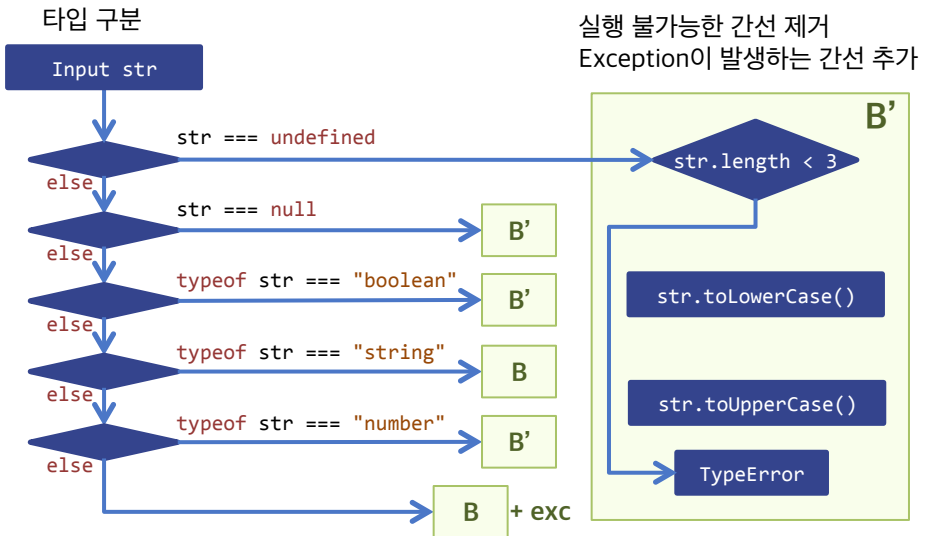 타입 구분
실행 불가능한 간선 제거
Exception이 발생하는 간선 추가
Input str
B’
str === undefined
str.length < 3
else
str === null
B’
else
typeof str === "boolean"
B’
str.toLowerCase()
else
typeof str === "string"
B
else
str.toUpperCase()
typeof str === "number"
B’
else
TypeError
B + exc